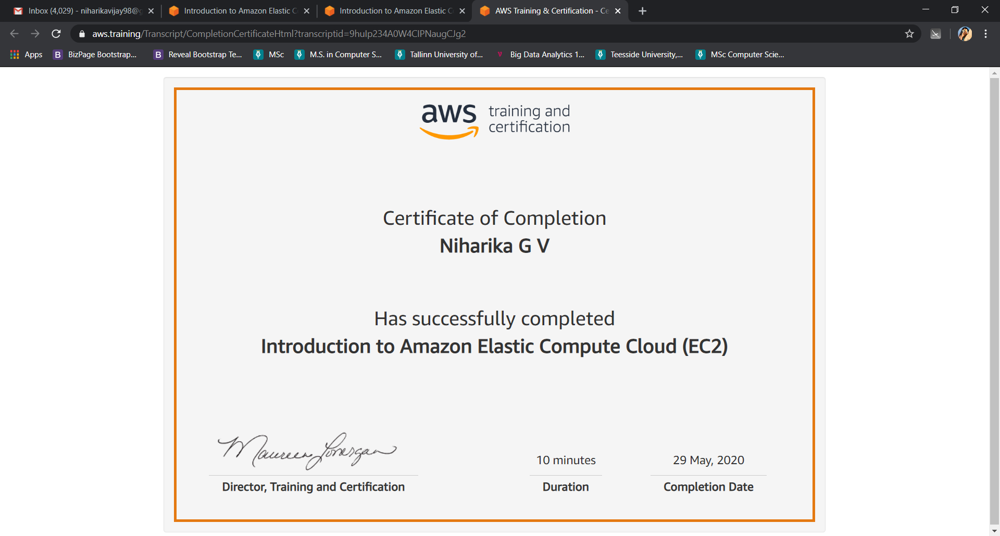 Inbox (4,029) - niharikavijay98@g
Introduction to Amazon Elastic C
Introduction to Amazon Elastic C
AWS Training & Certification - Ce
aws.training/Transcript/CompletionCertificateHtml?transcriptid=9huIp234A0W4CIPNaugCJg2
Apps
B BizPage Bootstrap...
B Reveal Bootstrap Te...
MSc
M.S. in Computer S...
Tallinn University of...
V Big Data Analytics 1...
Teesside University,...
MSc Computer Scie...
aws training and
certification
Certificate of Completion
Niharika G V
Has successfully completed
Introduction to Amazon Elastic Compute Cloud (EC2)
Maureen Lonergan
10 minutes
29 May, 2020
Director, Training and Certification
Duration
Completion Date